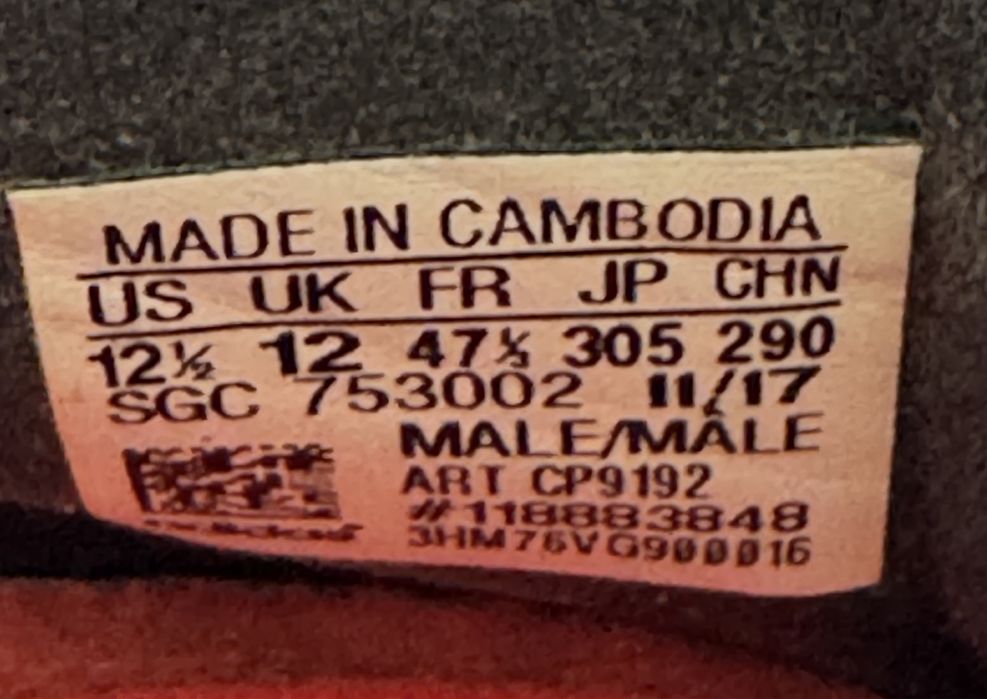 MADE IN CAMBODIA
US UK FR JP CHN
12½ 12 47⅓ 305 290
SGC 753002 11/17
MALE/MÂLE
ART CP9192
#118883848
3HM76VG900016